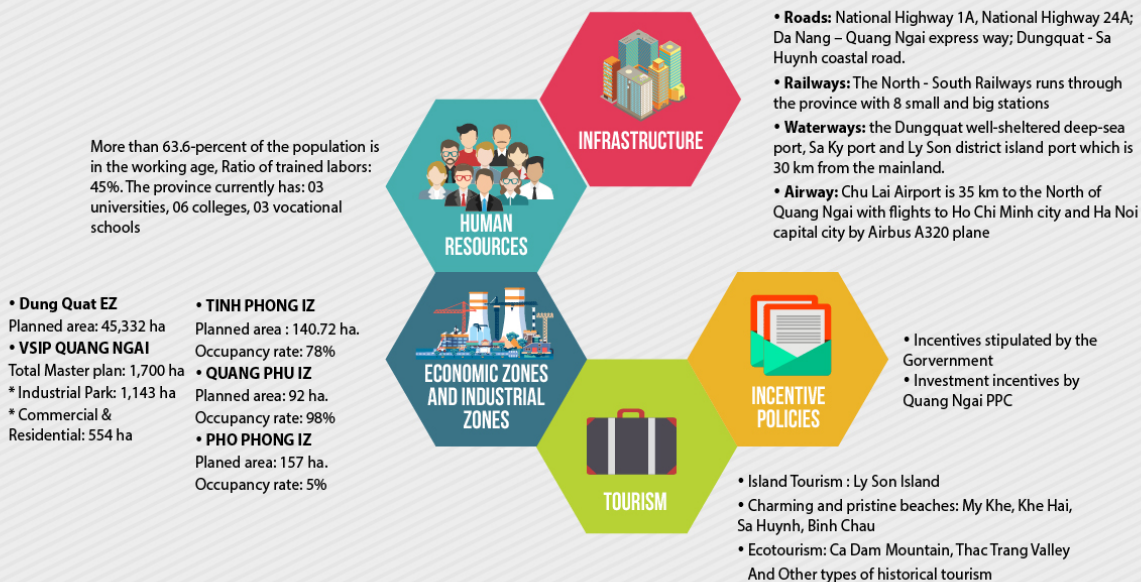 • Roads: National Highway 1A, National Highway 24A;
Da Nang – Quang Ngai express way; Dungquat - Sa
Huynh coastal road.
• Railways: The North - South Railways runs through
the province with 8 small and big stations
• Waterways: the Dungquat well-sheltered deep-sea
port, Sa Ky port and Ly Son district island port which is
30 km from the mainland.
• Airway: Chu Lai Airport is 35 km to the North of
Quang Ngai with flights to Ho Chi Minh city and Ha Noi
capital city by Airbus A320 plane
INFRASTRUCTURE
More than 63.6-percent of the population is
in the working age, Ratio of trained labors:
45%. The province currently has: 03
universities, 06 colleges, 03 vocational
schools
HUMAN
RESOURCES
• Dung Quat EZ
Planned area: 45,332 ha
• VSIP QUANG NGAI
Total Master plan: 1,700 ha
* Industrial Park: 1,143 ha
* Commercial &
Residential: 554 ha
• TINH PHONG IZ
Planned area : 140.72 ha.
Occupancy rate: 78%
• QUANG PHU IZ
Planned area: 92 ha.
Occupancy rate: 98%
• PHO PHONG IZ
Planed area: 157 ha.
Occupancy rate: 5%
ECONOMIC ZONES
AND INDUSTRIAL
ZONES
INCENTIVE
POLICIES
• Incentives stipulated by the
Gorvernment
• Investment incentives by
Quang Ngai PPC
TOURISM
• Island Tourism : Ly Son Island
• Charming and pristine beaches: My Khe, Khe Hai,
Sa Huynh, Binh Chau
• Ecotourism: Ca Dam Mountain, Thac Trang Valley
And Other types of historical tourism